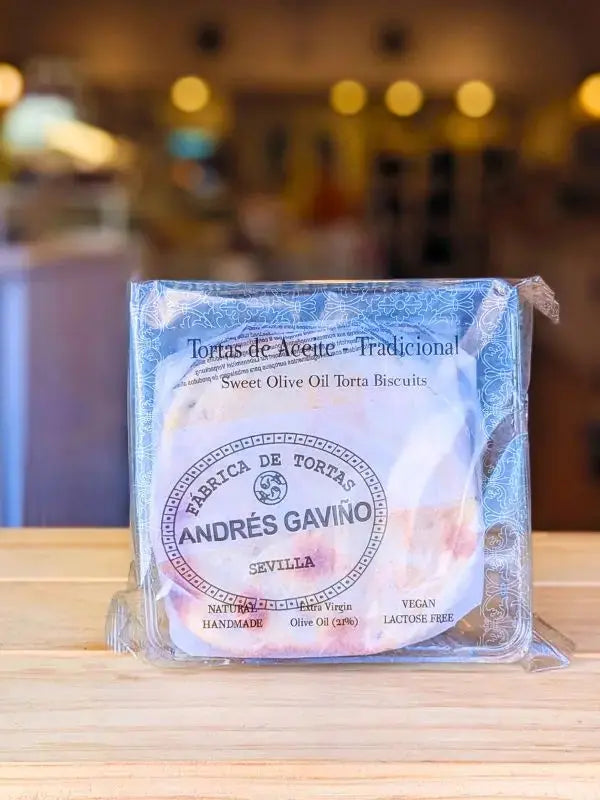 Tortas de Aceite - Tradicional
Sweet Olive Oil Torta Biscuits
FÁBRICA DE TORTAS
ANDRÉS GAVIÑO
SEVILLA
NATURAL
HANDMADE
Extra Virgin
Olive Oil (21%)
VEGAN
LACTOSE FREE